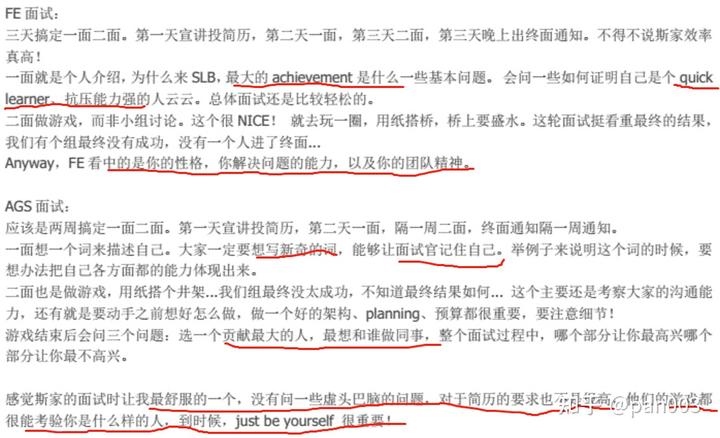 FE 面试：
三天搞定一面二面。第一天宣讲投简历，第二天一面，第三天二面，第三天晚上出终面通知。不得不说斯家效率
真高！
一面就是个人介绍，为什么来 SLB，最大的 achievement 是什么一些基本问题。 会问一些如何证明自己是个 quick
learner、抗压能力强的人云云。总体面试还是比较轻松的。
二面做游戏，而非小组讨论。这个很 NICE！ 就去玩一圈，用纸搭桥，桥上要盛水。这轮面试挺看重最终的结果，
我们有个组最终没有成功，没有一个人进了终面...
Anyway，FE 看中的是你的性格，你解决问题的能力，以及你的团队精神。
AGS 面试：
应该是两周搞定一面二面。第一天宣讲投简历，第二天一面，隔一周二面，终面通知隔一周通知。
一面想一个词来描述自己。大家一定要想写新奇的词，能够让面试官记住自己。举例子来说明这个词的时候，要
想办法把自己各方面都的能力体现出来。
二面也是做游戏，用纸搭个井架...我们组最终没太成功，不知道最终结果如何... 这个主要还是考察大家的沟通能
力，还有就是要动手之前想好怎么做，做一个好的架构、planning、预算都很重要，要注意细节！
游戏结束后会问三个问题：选一个贡献最大的人，最想和谁做同事，整个面试过程中，哪个部分让你最高兴哪个
部分让你最不高兴。
感觉斯家的面试时让我最舒服的一个，没有问一些虚头巴脑的问题，对于简历的要求也不是甚高，他们的游戏都
很能考验你是什么样的人，到时候，just be yourself 很重要！
知乎 @pan003